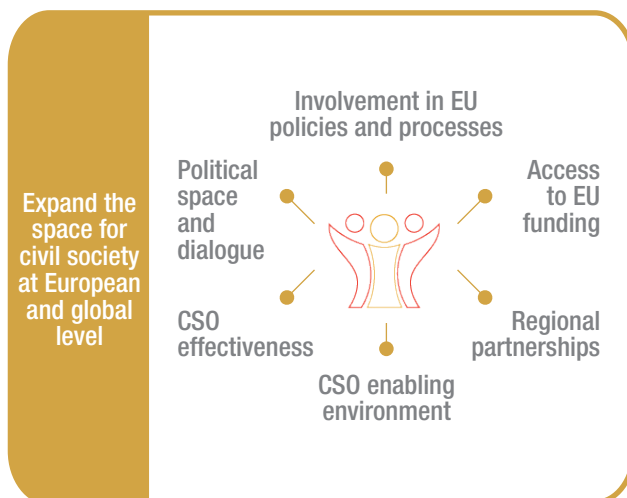 Expand the
space for
civil society
at European
and global
level
Involvement in EU
policies and processes
Political
space
and
dialogue
Access
to EU
funding
CSO
effectiveness
Regional
partnerships
CSO enabling
environment